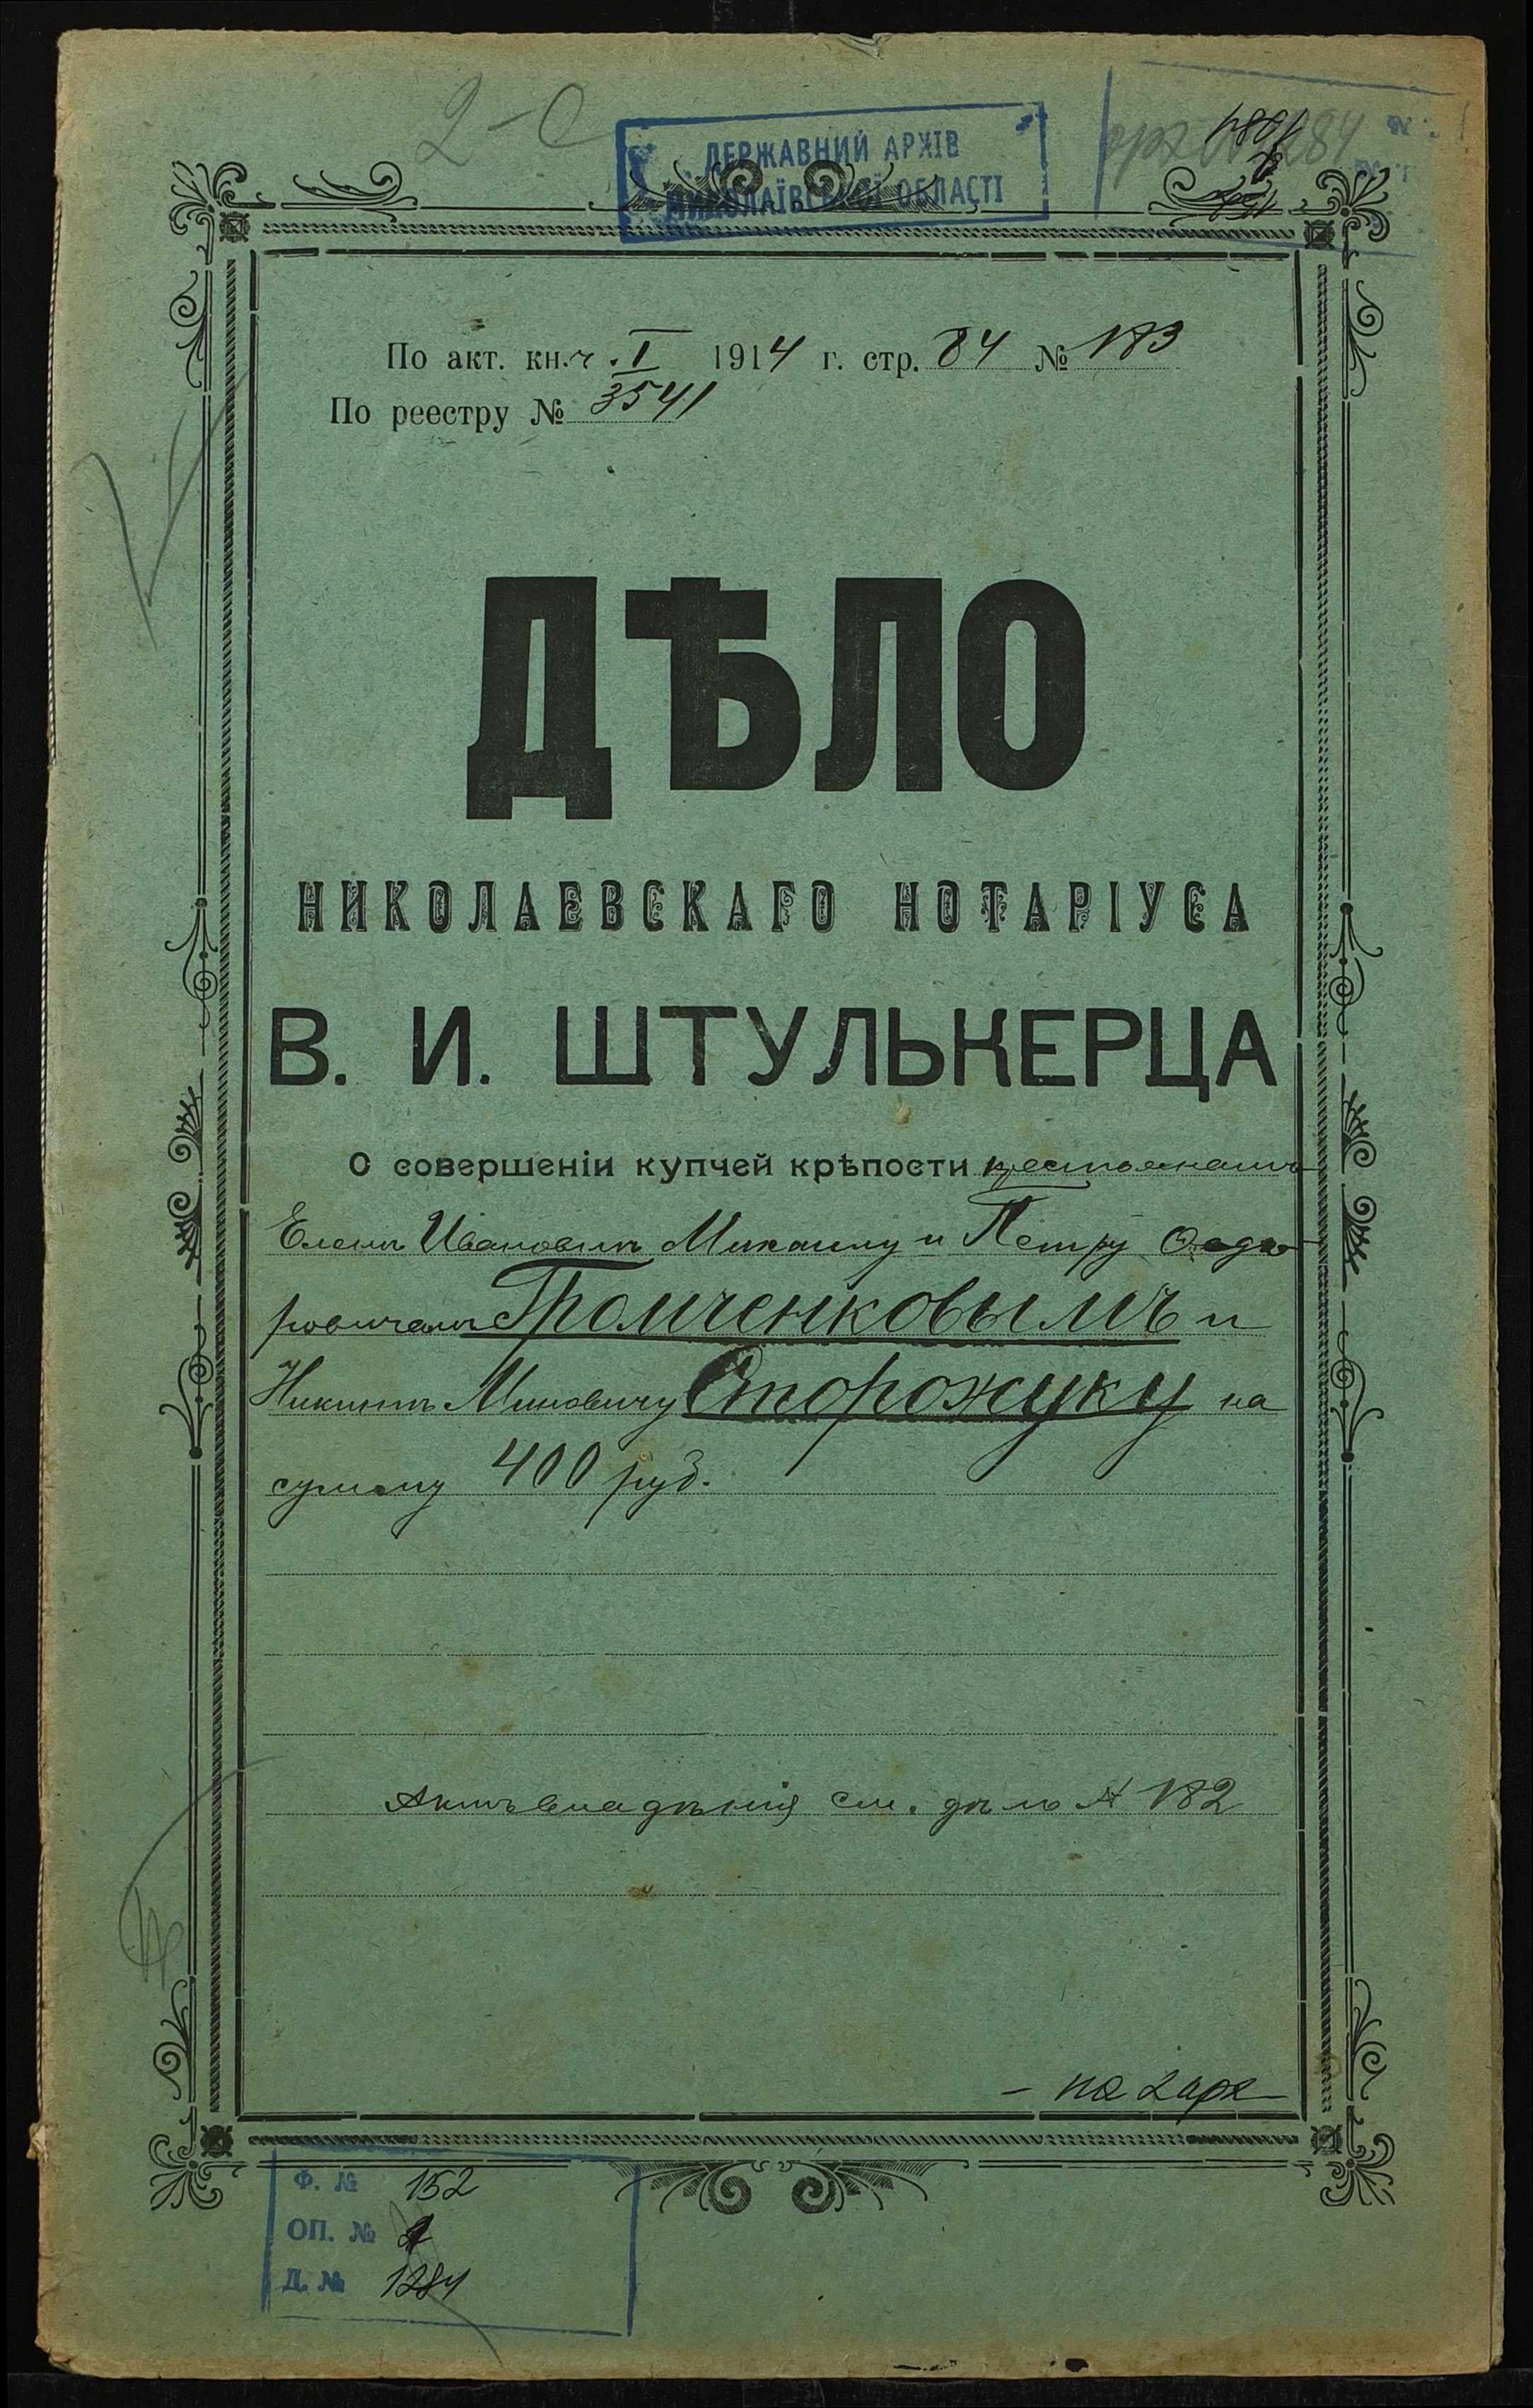 2-С
ДЕРЖАВНИЙ АРХІВ
МИКОЛАЇВСЬКОЇ ОБЛАСТІ
1284
По акт. кн. ч. I 1914 г. стр. 84 № 183
По реестру № 3541
ДѢЛО
НИКОЛАЕВСКАГО НОТАРІУСА
В. И. ШТУЛЬКЕРЦА
О совершеніи купчей крѣпости крестьянамъ
Еленѣ Ивановнѣ, Михаилу и Петру Ѳедо-
ровичамъ Громченковымъ и
Никитѣ Миновичу Сторожуку на
сумму 400 руб.
Актъ владѣнія см. дѣло № 182
Ф. № 152
ОП. №
Д. № 1284